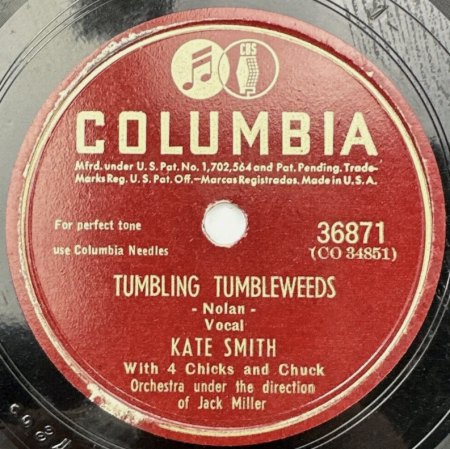 CBS
COLUMBIA
Mfrd. under U.S. Pat. No. 1,702,564 and Pat. Pending. Trade-
Marks Reg. U.S. Pat. Off.—Marcas Registradas. Made in U.S.A.
For perfect tone
use Columbia Needles
36871
(CO 34851)
TUMBLING TUMBLEWEEDS
- Nolan -
Vocal
KATE SMITH
With 4 Chicks and Chuck
Orchestra under the direction
of Jack Miller